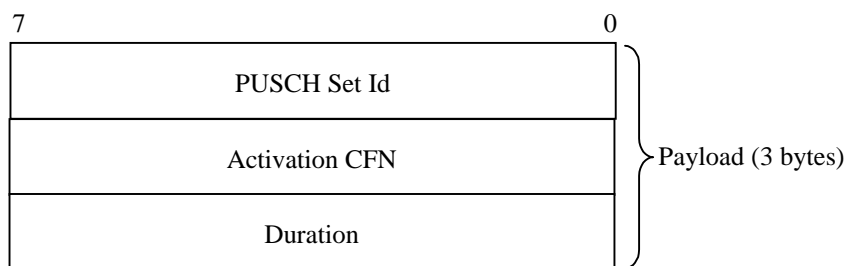 7 0
PUSCH Set Id
Activation CFN
Payload (3 bytes)
Duration